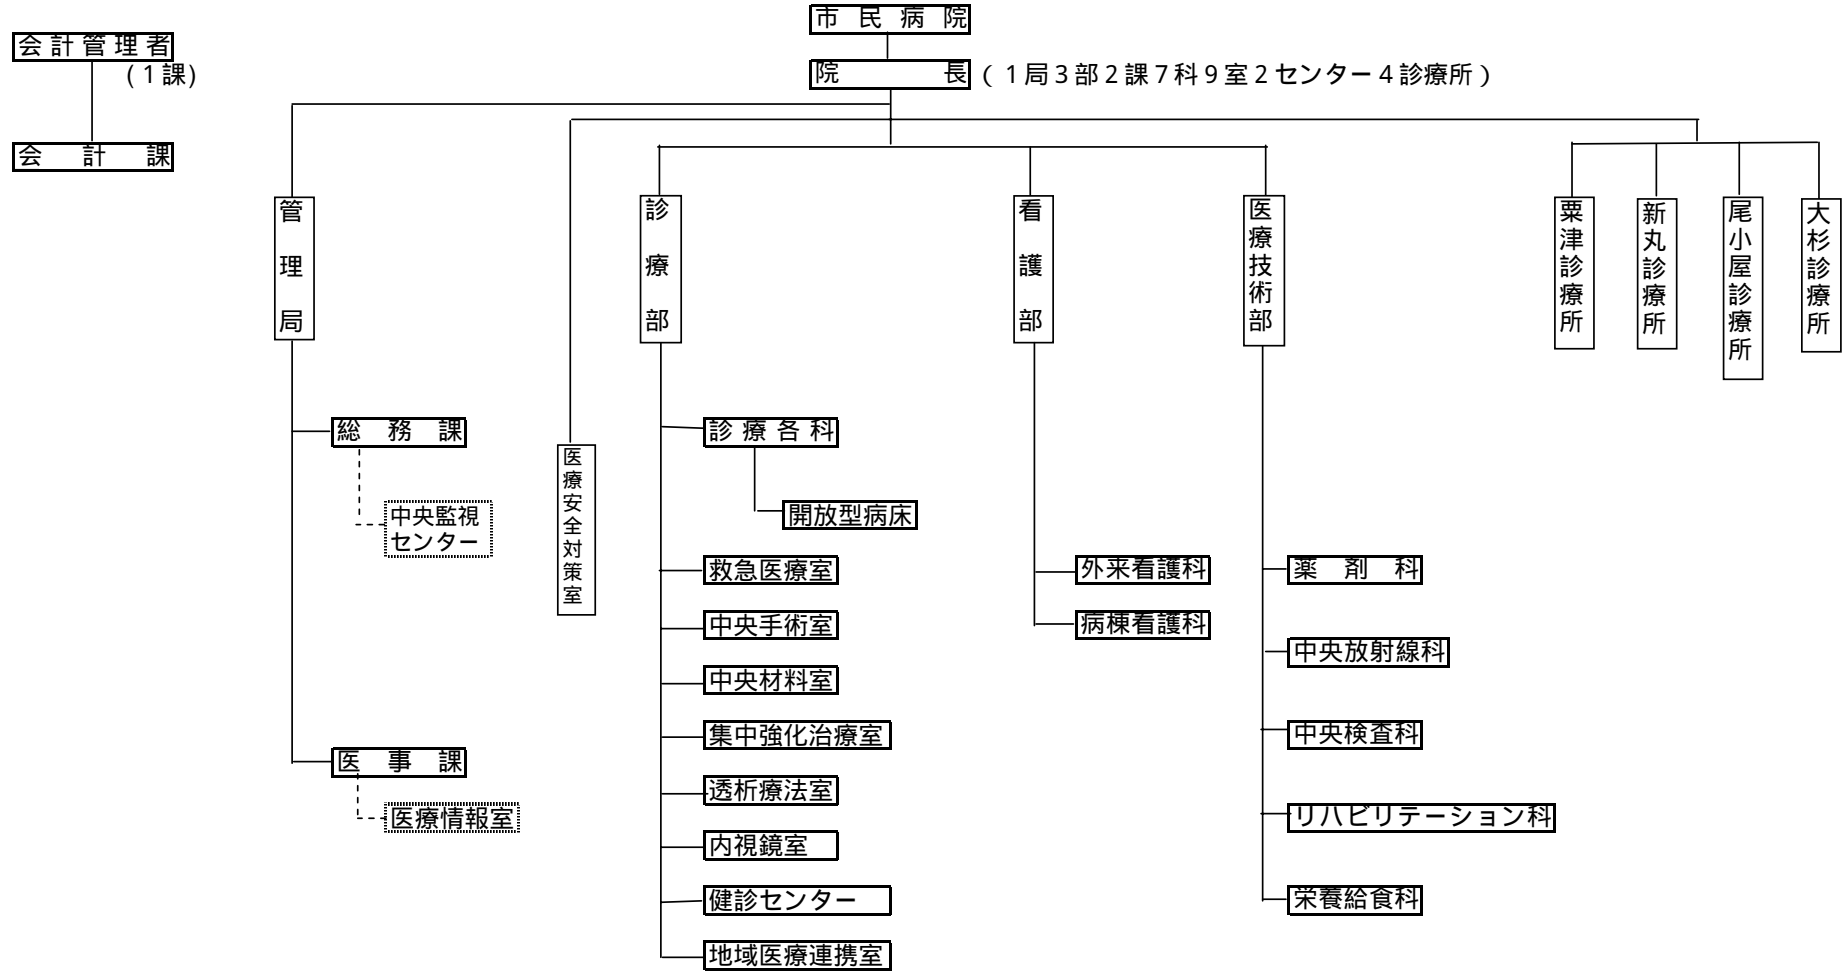 市民病院
会計管理者
(1課)
院長(1局3部2課7科9室2センター4診療所)
会計課
管理局
診療部
看護部
医療技術部
粟津診療所
新丸診療所
尾小屋診療所
大杉診療所
総務課
中央監視
センター
医事課
医療情報室
医療安全対策室
診療各科
開放型病床
救急医療室
中央手術室
中央材料室
集中強化治療室
透析療法室
内視鏡室
健診センター
地域医療連携室
外来看護科
病棟看護科
薬剤科
中央放射線科
中央検査科
リハビリテーション科
栄養給食科